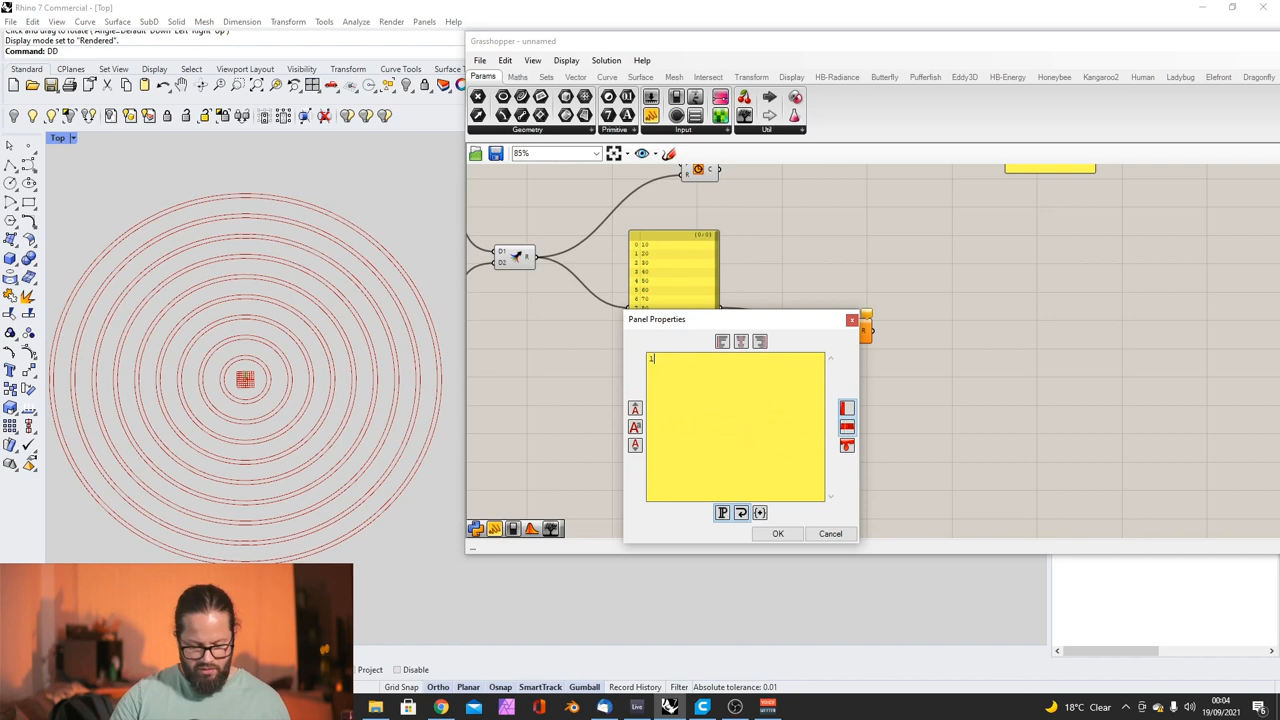 Rhino 7 Commercial - [Top]
File Edit View Curve Surface SubD Solid Mesh Dimension Transform Tools Analyze Render Panels Help
Click and drag to rotate ( Angle=Default Down Left Right Up )
Display mode set to "Rendered".
Command: DD
Standard CPlanes Set View Display Select Viewport Layout Visibility Transform Curve Tools Surface T
Top
Grasshopper - unnamed
File Edit View Display Solution Help
Params Maths Sets Vector Curve Surface Mesh Intersect Transform Display HB-Radiance Butterfly Pufferfish Eddy3D HB-Energy Honeybee Kangaroo2 Human Ladybug Elefront Dragonfly
Geometry Primitive Input Util
85%
R C
{0;0}
0 10
1 20
2 30
3 40
4 50
5 60
6 70
D1
D2
R
R
Panel Properties
1
OK Cancel
Project Disable
Grid Snap Ortho Planar Osnap SmartTrack Gumball Record History Filter Absolute tolerance: 0.01
18°C Clear
00:04
19/09/2021